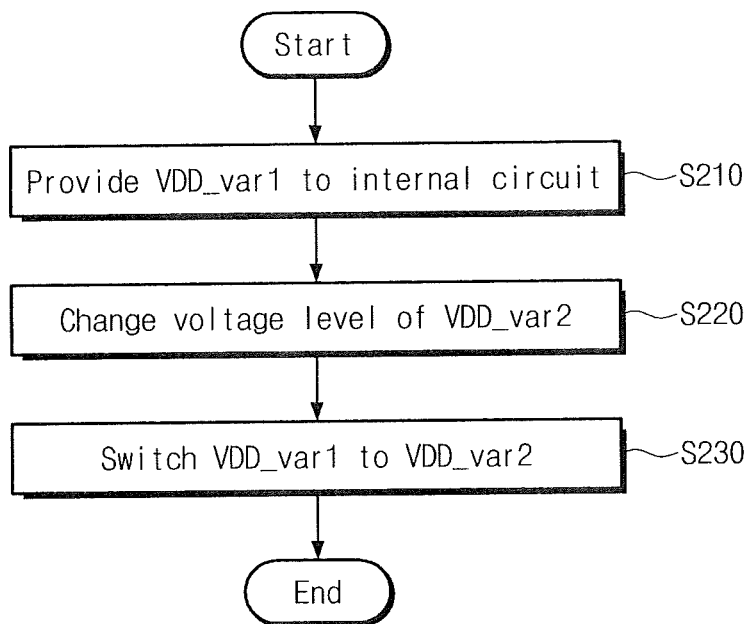 Start
Provide VDD_var1 to internal circuit
S210
Change voltage level of VDD_var2
S220
Switch VDD_var1 to VDD_var2
S230
End